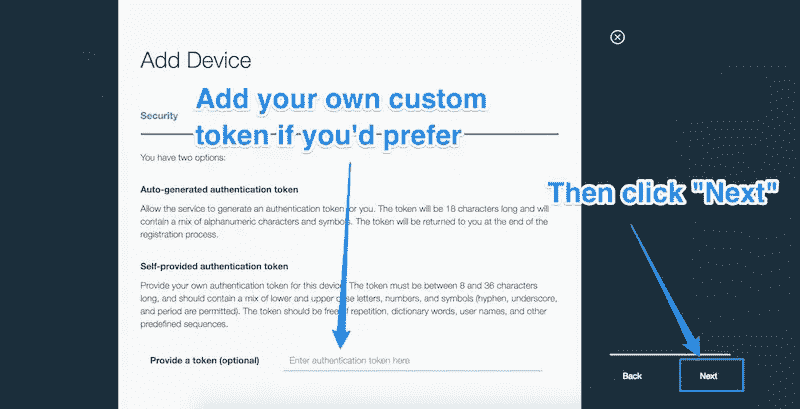 Add Device
Add your own custom
token if you'd prefer
Security
You have two options:
Auto-generated authentication token
Allow the service to generate an authentication token for you. The token will be 18 characters long and will
contain a mix of alphanumeric characters and symbols. The token will be returned to you at the end of the
registration process.
Then click "Next"
Self-provided authentication token
Provide your own authentication token for this device. The token must be between 8 and 36 characters
long, and should contain a mix of lower and upper case letters, numbers, and symbols (hyphen, underscore,
and period are permitted). The token should be free of repetition, dictionary words, user names, and other
predefined sequences.
Provide a token (optional)
Enter authentication token here
Back
Next